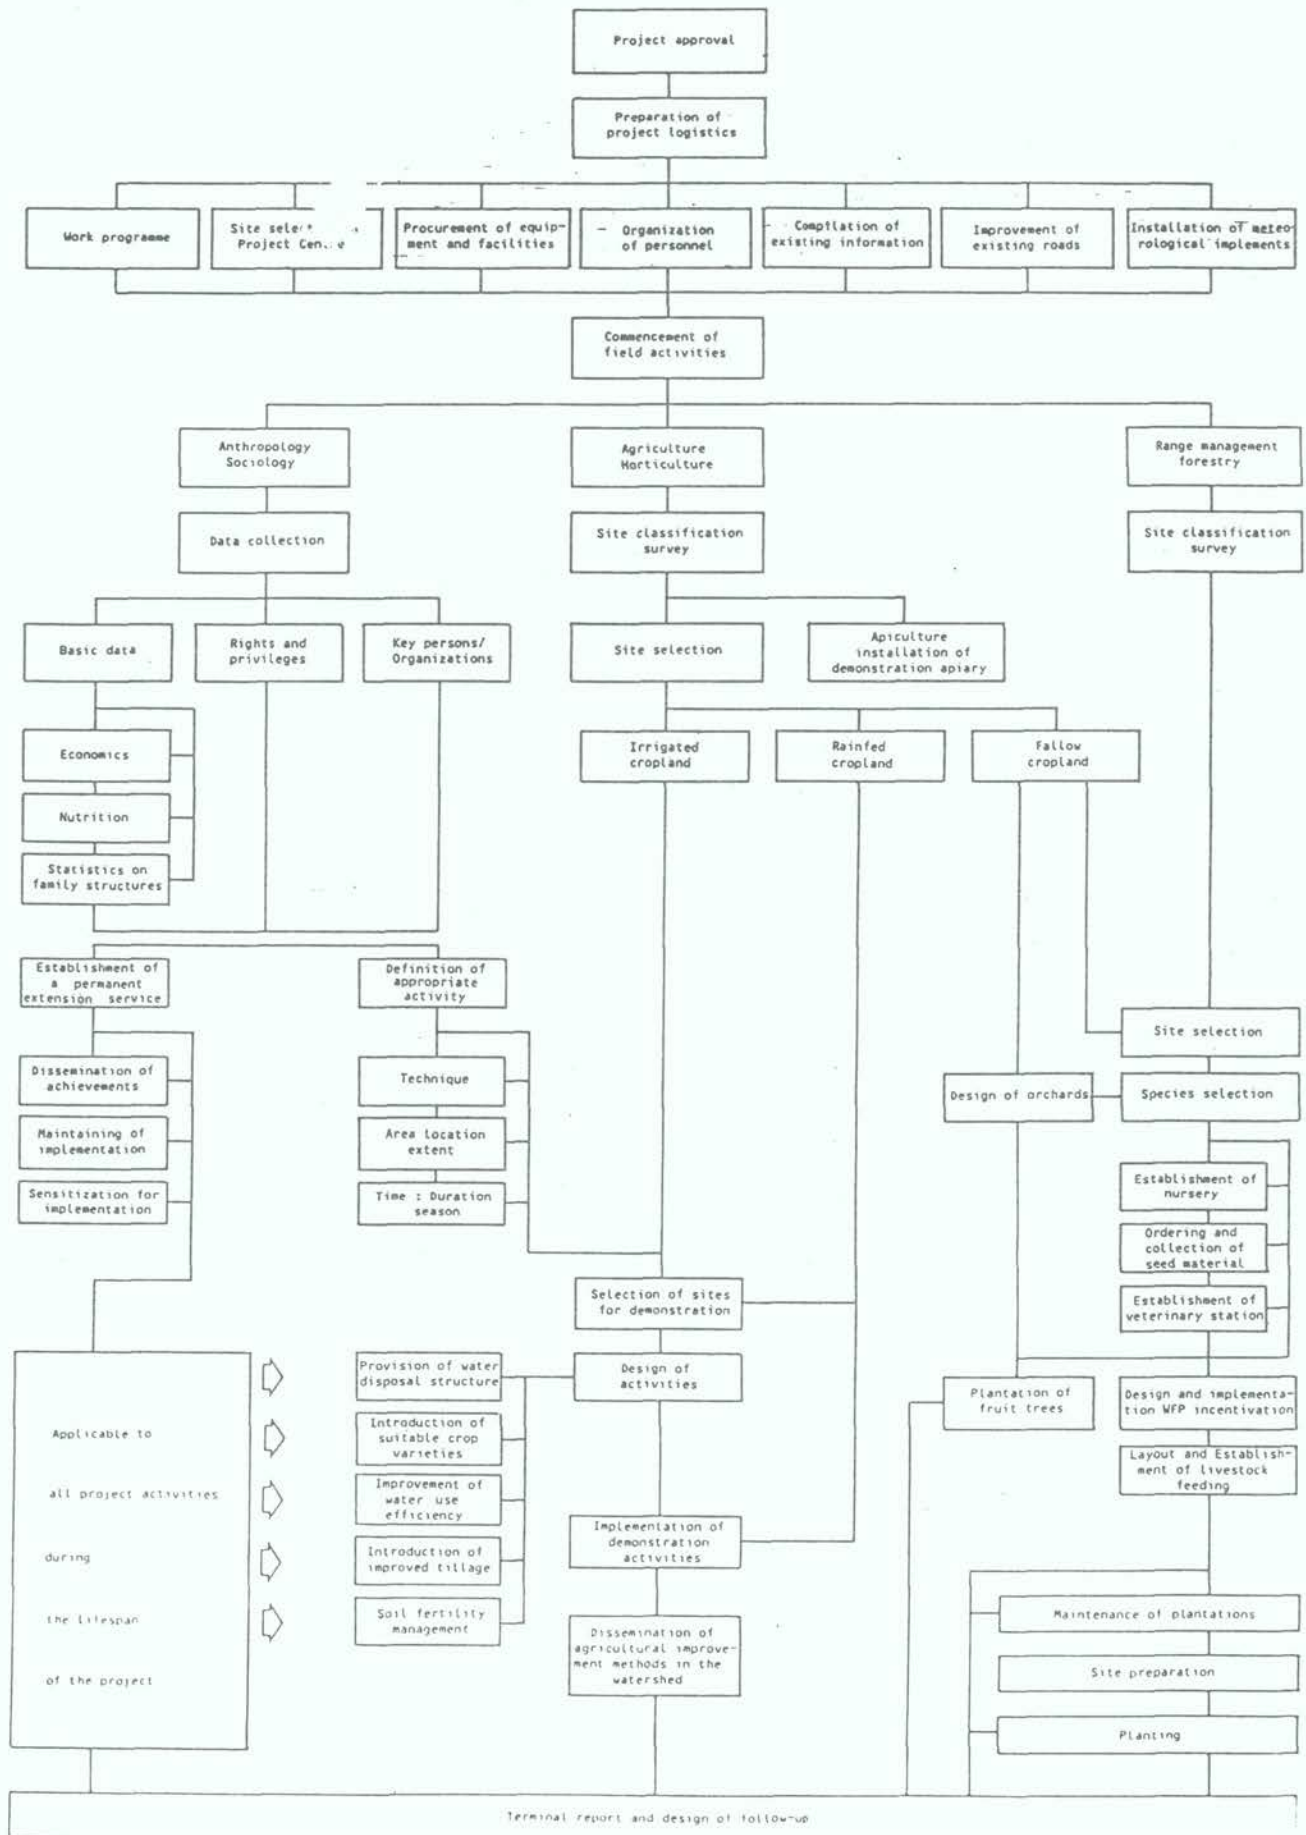 Project approval
Preparation of
project logistics
Work programme
Site
Project
Procurement of equip-
ment and facilities
Organization
of personnel
Compilation of
existing information
Improvement of
existing roads
Installation of meteo-
rological implements
Commencement of
field activities
Anthropology
Sociology
Agriculture
Horticulture
Range management
forestry
Data collection
Site classification
survey
Site classification
survey
Basic data
Rights and
privileges
Key persons/
Organizations
Site selection
Apiculture
installation of
demonstration apiary
Economics
Nutrition
Statistics on
family structures
Irrigated
cropland
Rainfed
cropland
Fallow
cropland
Establishment of
a permanent
extension service
Definition of
appropriate
activity
Site selection
Dissemination of
achievements
Maintaining of
implementation
Sensitization for
implementation
Technique
Area location
extent
Time : Duration
season
Design of orchards
Species selection
Establishment of
nursery
Ordering and
collection of
seed material
Establishment of
veterinary station
Selection of sites
for demonstration
Applicable to
all project activities
during
the lifespan
of the project
Provision of water
disposal structure
Introduction of
suitable crop
varieties
Improvement of
water use
efficiency
Introduction of
improved tillage
Soil fertility
management
Design of
activities
Implementation of
demonstration
activities
Dissemination of
agricultural improve-
ment methods in the
watershed
Plantation of
fruit trees
Design and implementa-
tion WFP incentivation
Layout and Establish-
ment of livestock
feeding
Maintenance of plantations
Site preparation
Planting
Terminal report and design of follow-up